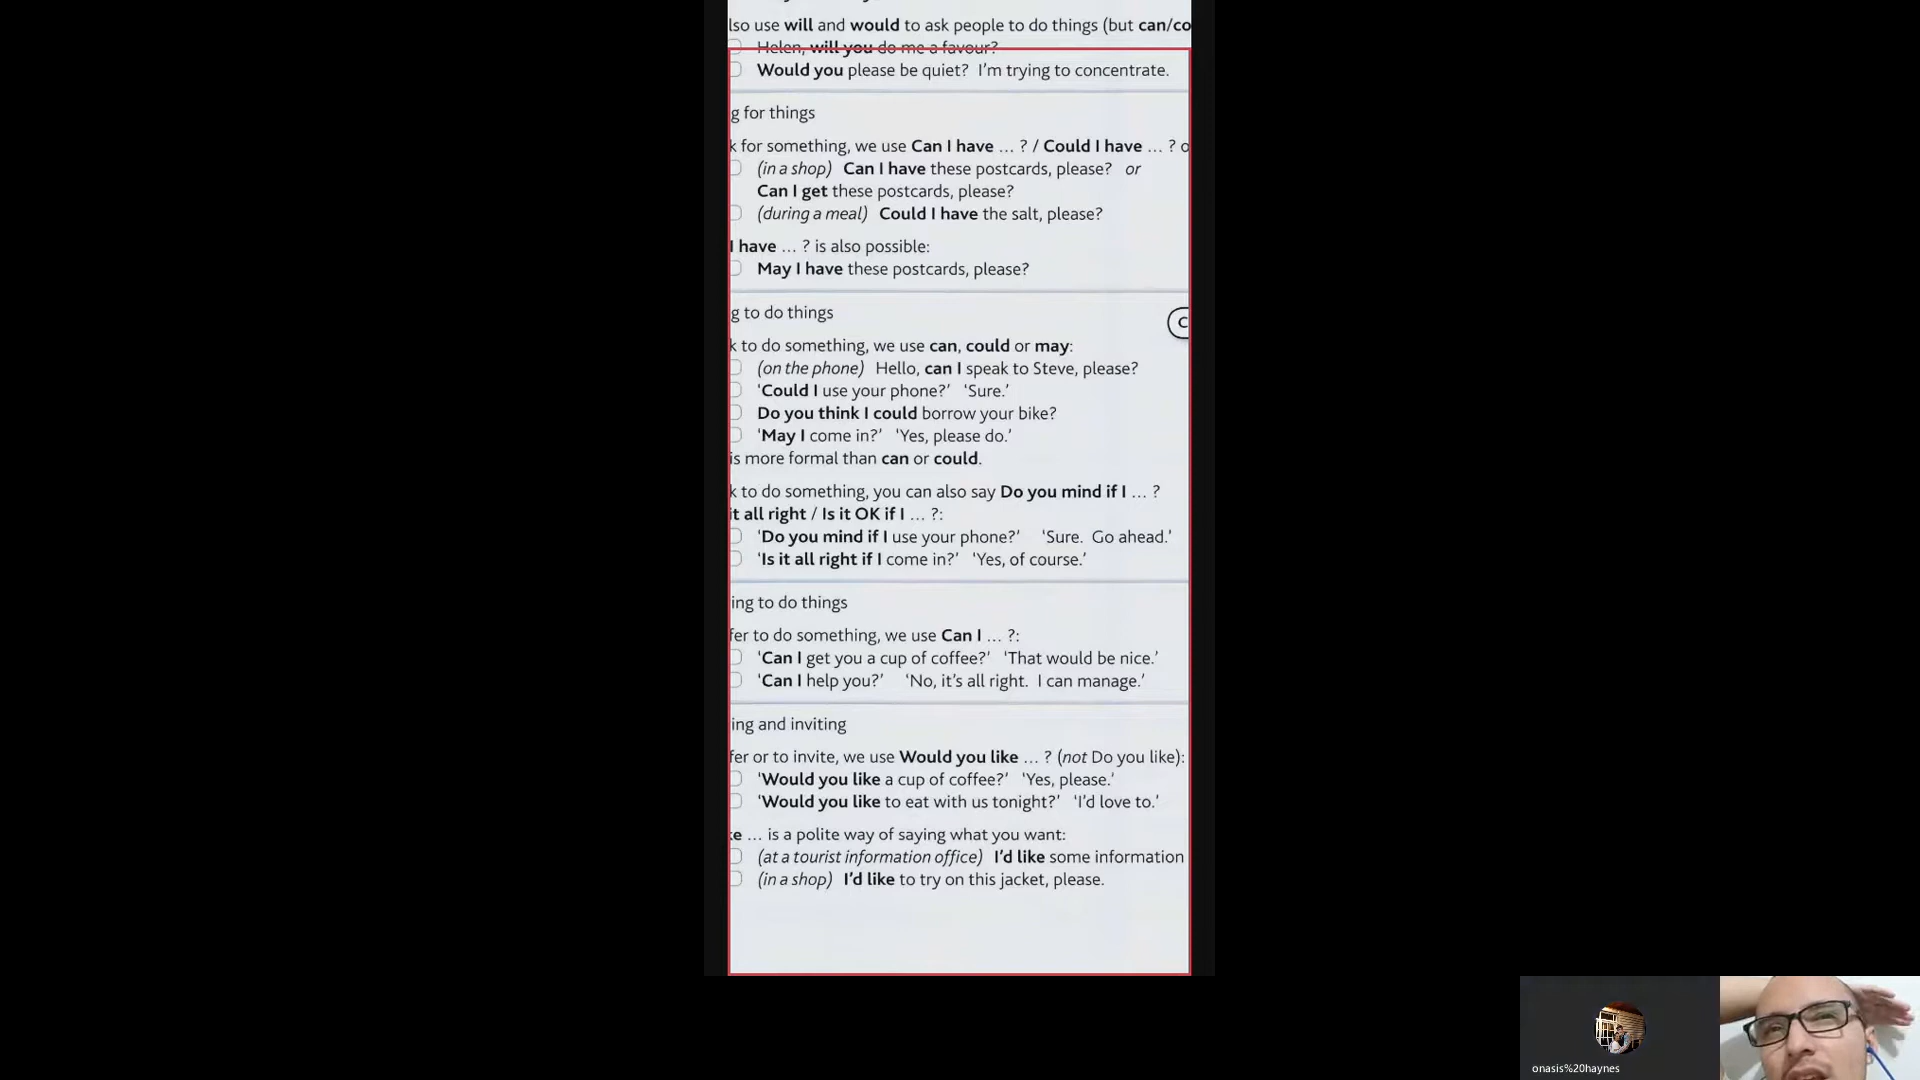 lso use will and would to ask people to do things (but can/co
Helen, will you do me a favour?
Would you please be quiet? I'm trying to concentrate.
g for things
k for something, we use Can I have … ? / Could I have … ? o
(in a shop) Can I have these postcards, please? or
Can I get these postcards, please?
(during a meal) Could I have the salt, please?
I have … ? is also possible:
May I have these postcards, please?
g to do things
C
k to do something, we use can, could or may:
(on the phone) Hello, can I speak to Steve, please?
'Could I use your phone?' 'Sure.'
Do you think I could borrow your bike?
'May I come in?' 'Yes, please do.'
is more formal than can or could.
k to do something, you can also say Do you mind if I … ?
it all right / Is it OK if I … ?:
'Do you mind if I use your phone?' 'Sure. Go ahead.'
'Is it all right if I come in?' 'Yes, of course.'
ing to do things
fer to do something, we use Can I … ?:
'Can I get you a cup of coffee?' 'That would be nice.'
'Can I help you?' 'No, it's all right. I can manage.'
ing and inviting
fer or to invite, we use Would you like … ? (not Do you like):
'Would you like a cup of coffee?' 'Yes, please.'
'Would you like to eat with us tonight?' 'I'd love to.'
ke … is a polite way of saying what you want:
(at a tourist information office) I'd like some information
(in a shop) I'd like to try on this jacket, please.
onasis%20haynes